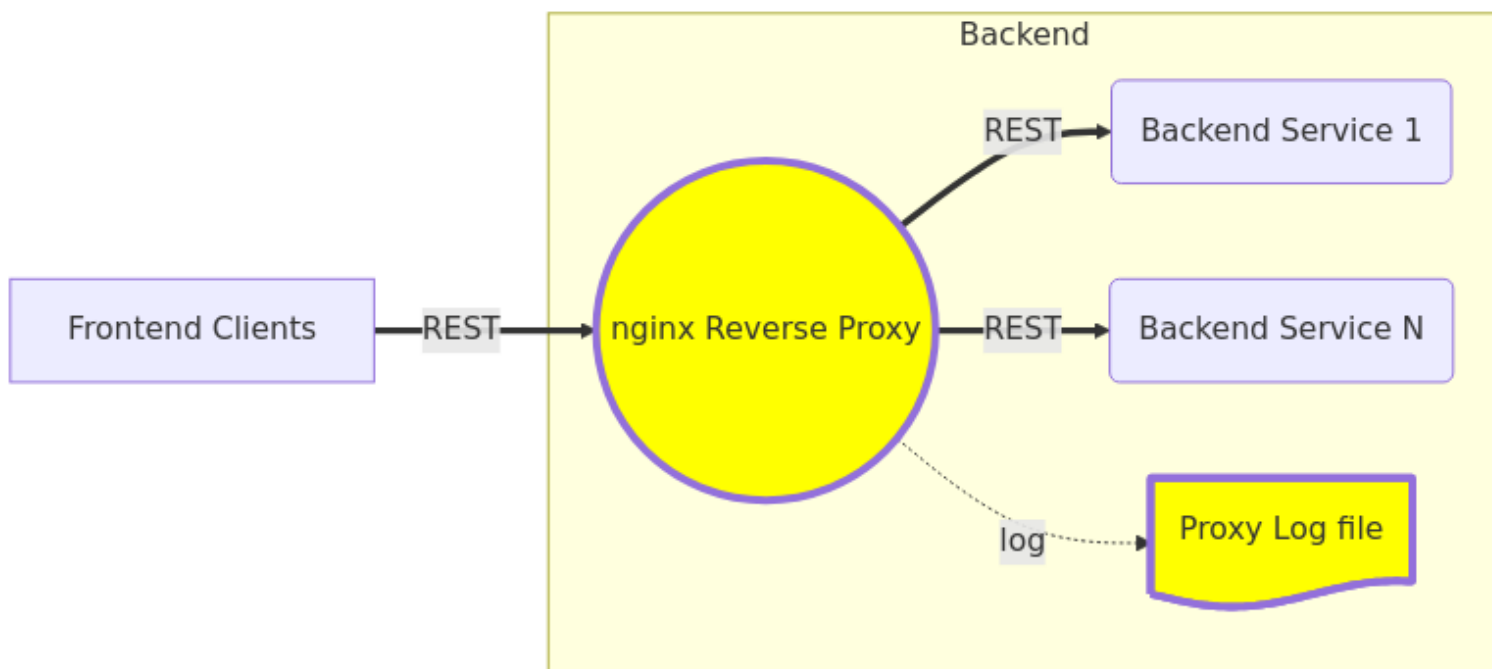 Backend
REST
Backend Service 1
Frontend Clients
REST
nginx Reverse Proxy
REST
Backend Service N
log
Proxy Log file